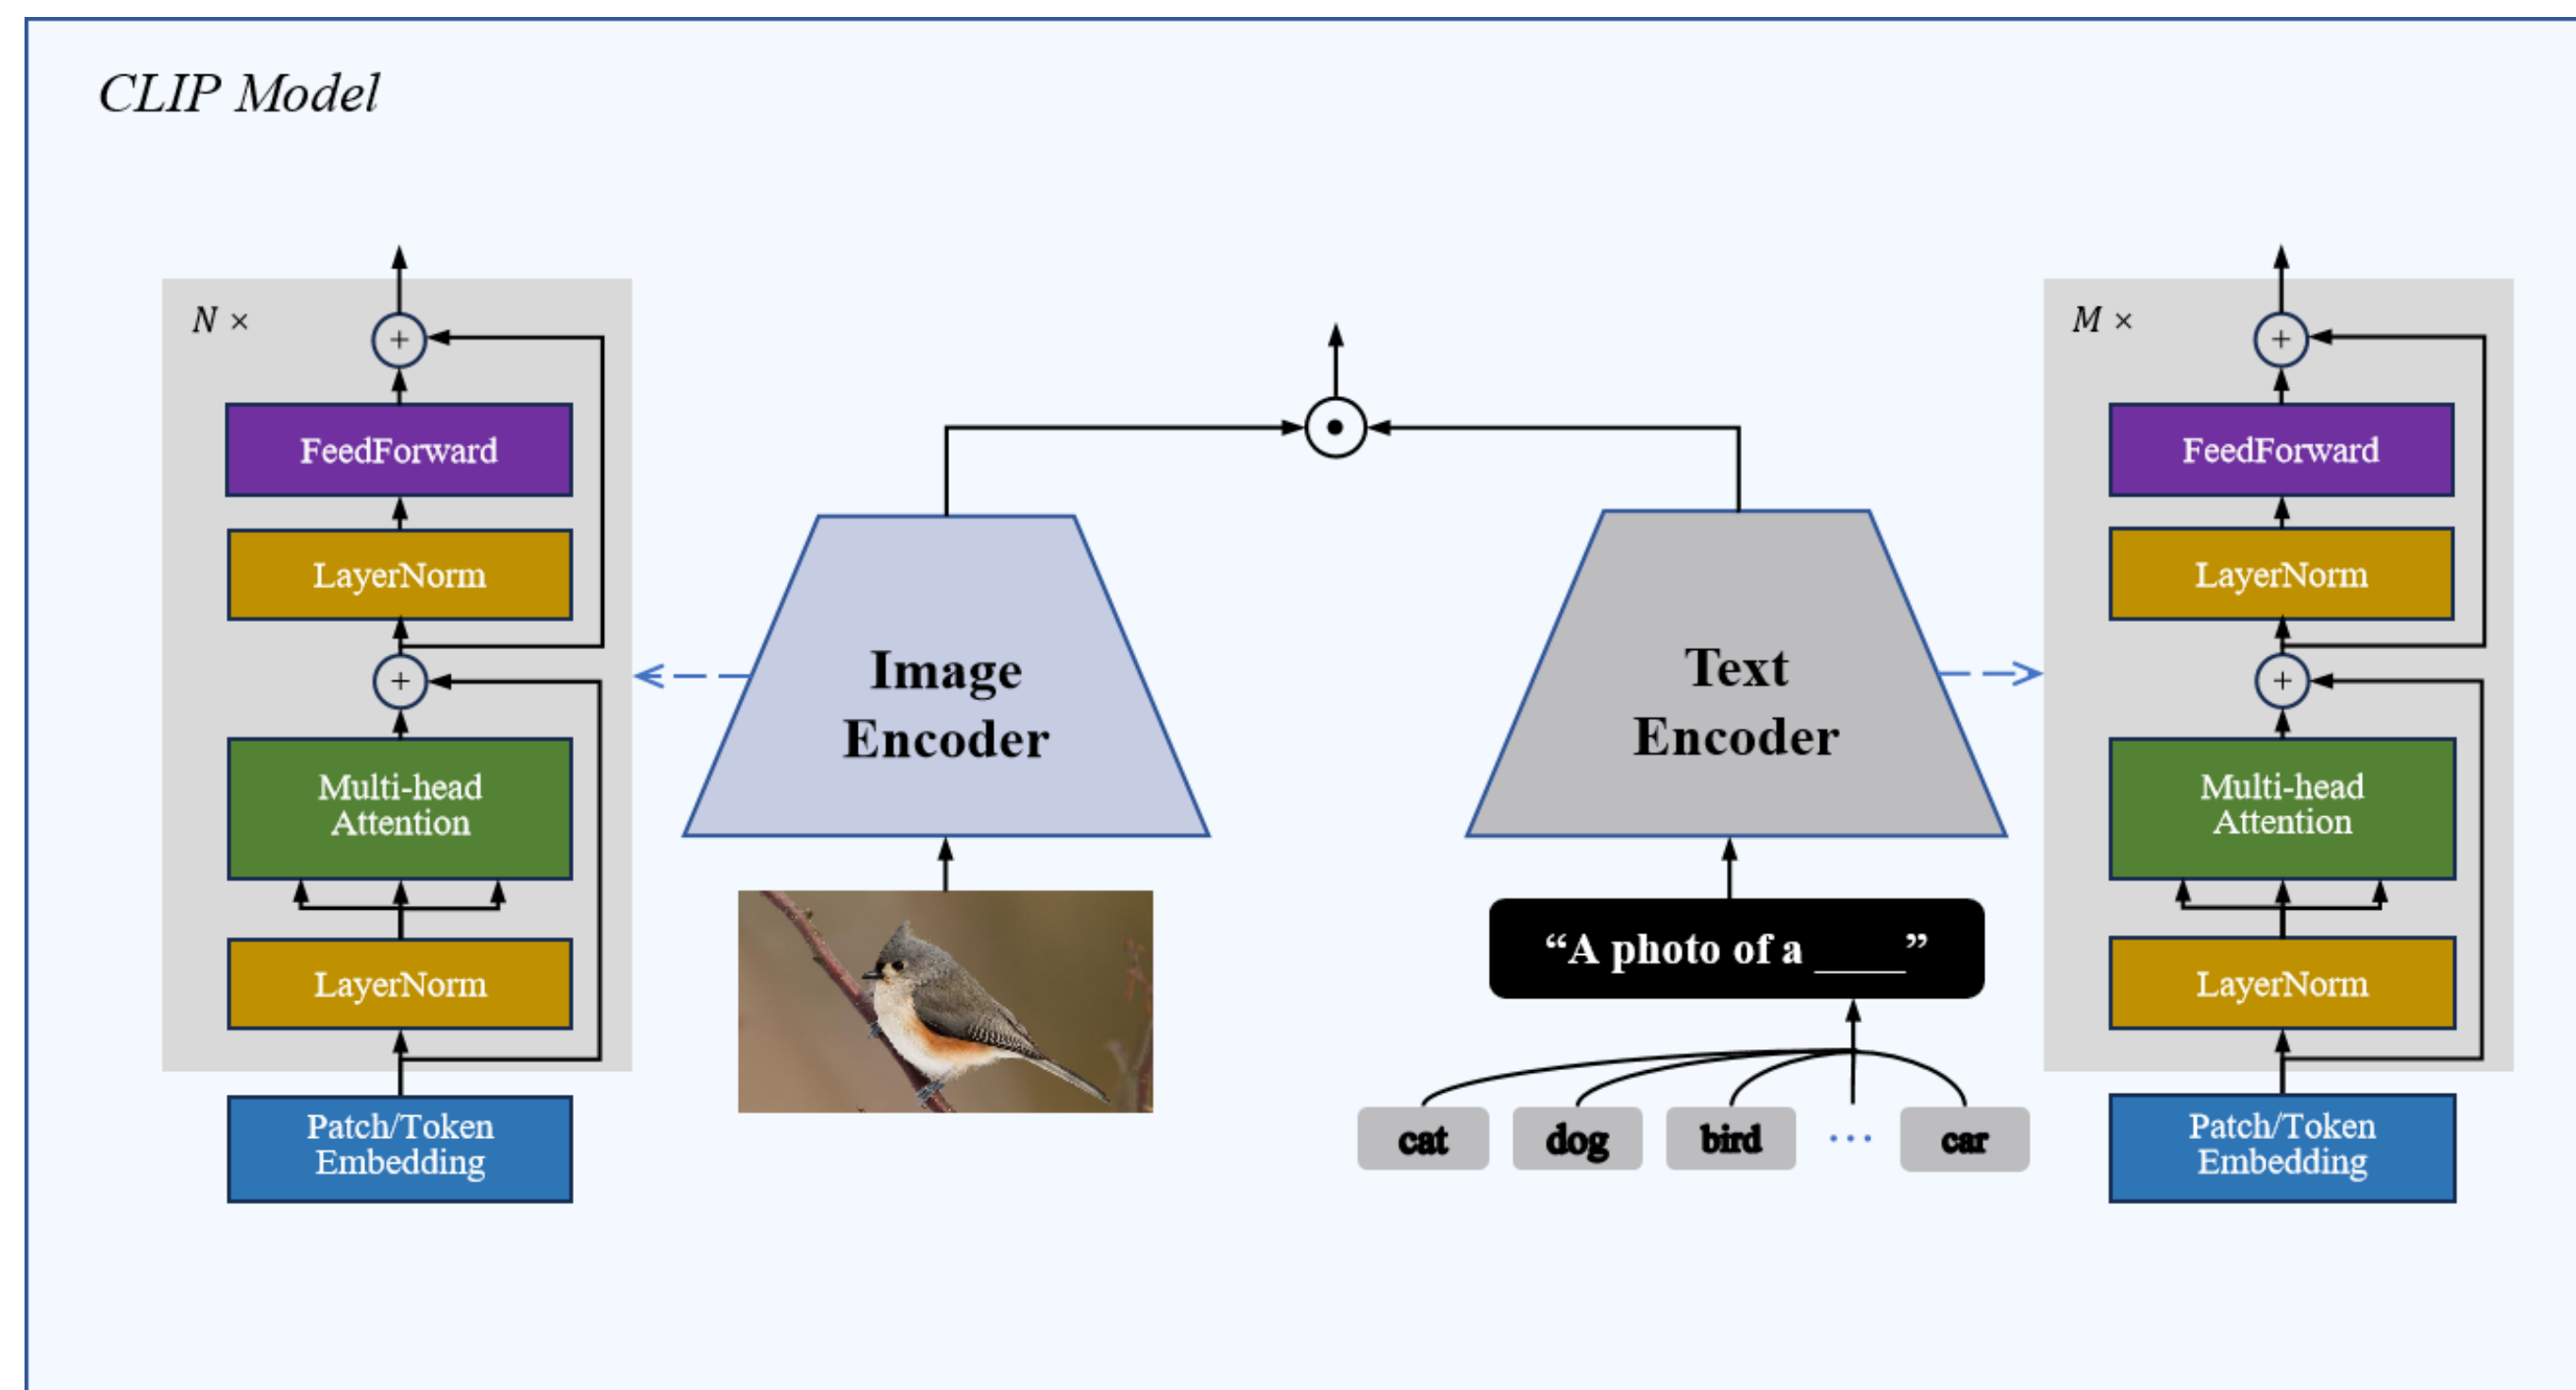 CLIP Model
N ×
+
FeedForward
LayerNorm
+
Multi-head
Attention
LayerNorm
Patch/Token
Embedding
Image
Encoder
Text
Encoder
“A photo of a ____”
cat dog bird ··· car
M ×
+
FeedForward
LayerNorm
+
Multi-head
Attention
LayerNorm
Patch/Token
Embedding